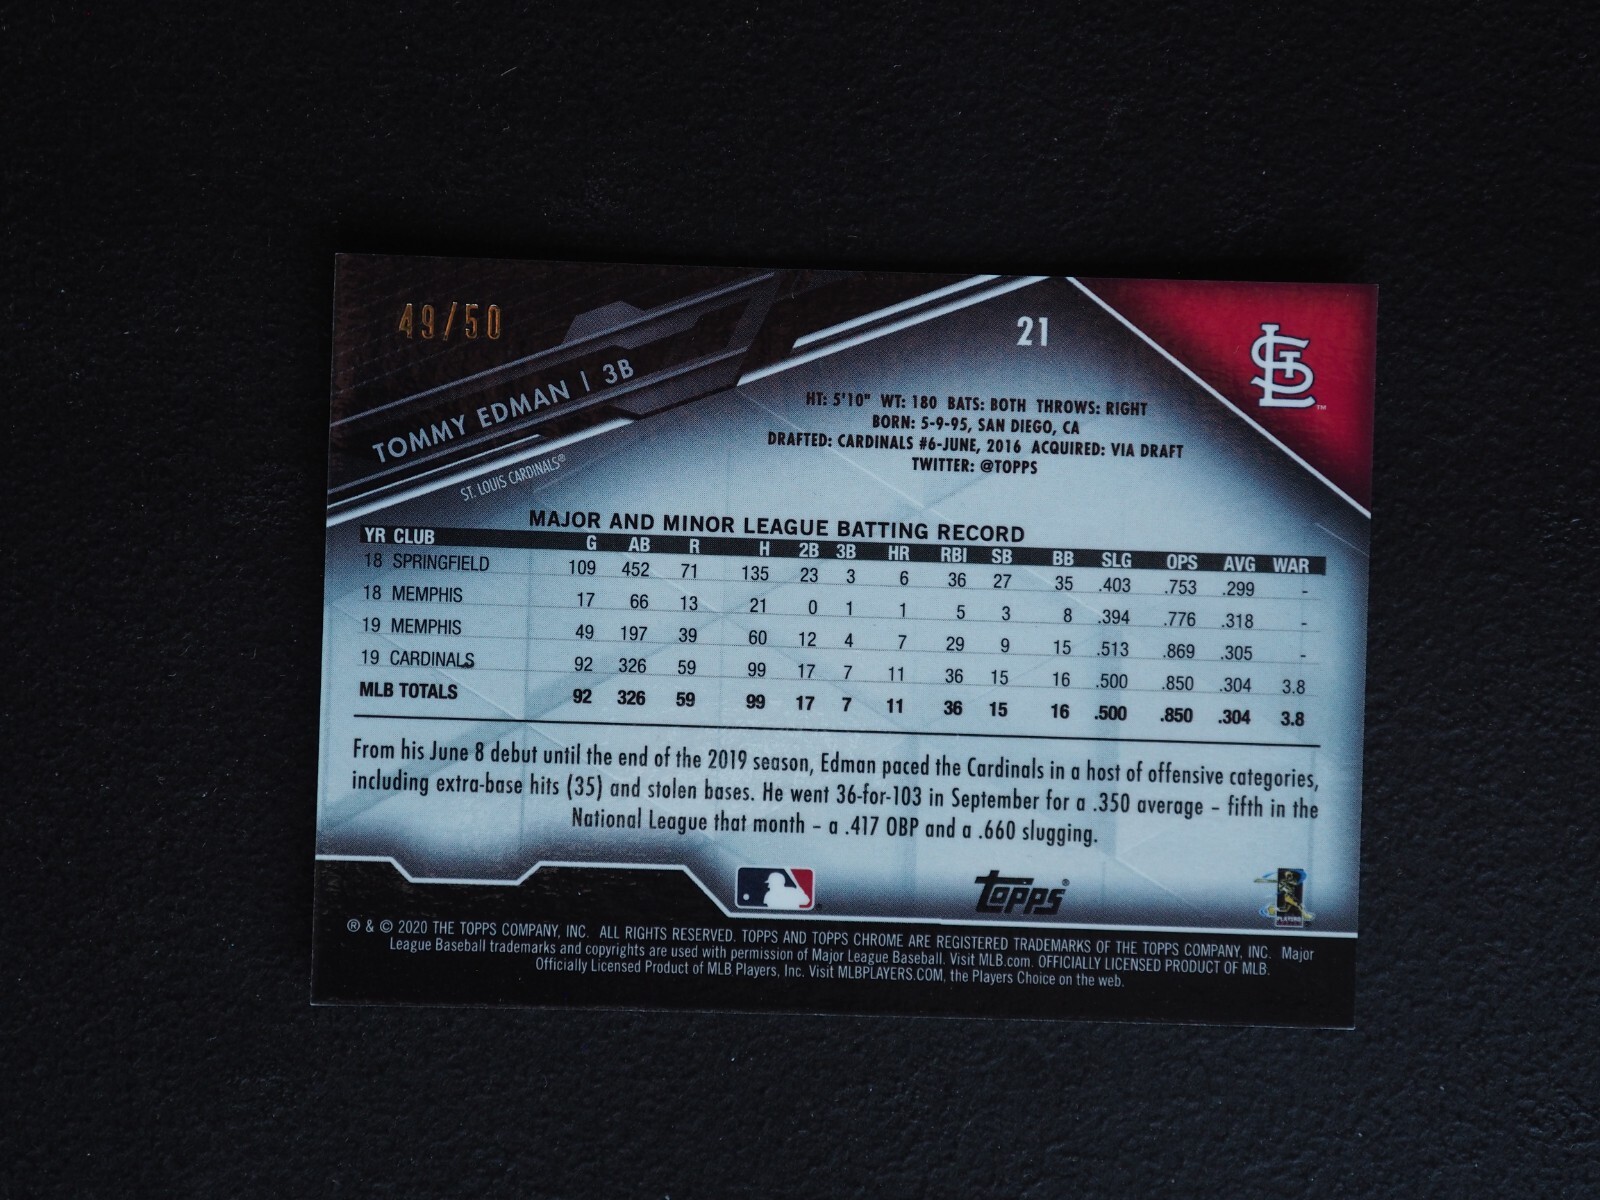 49/50
21
TOMMY EDMAN | 3B
ST. LOUIS CARDINALS®
STL™
HT: 5'10" WT: 180 BATS: BOTH THROWS: RIGHT
BORN: 5-9-95, SAN DIEGO, CA
DRAFTED: CARDINALS #6-JUNE, 2016 ACQUIRED: VIA DRAFT
TWITTER: @TOPPS
MAJOR AND MINOR LEAGUE BATTING RECORD
YR CLUB G AB R H 2B 3B HR RBI SB BB SLG OPS AVG WAR
18 SPRINGFIELD 109 452 71 135 23 3 6 36 27 35 .403 .753 .299 -
18 MEMPHIS 17 66 13 21 0 1 1 5 3 8 .394 .776 .318 -
19 MEMPHIS 49 197 39 60 12 4 7 29 9 15 .513 .869 .305 -
19 CARDINALS 92 326 59 99 17 7 11 36 15 16 .500 .850 .304 3.8
MLB TOTALS 92 326 59 99 17 7 11 36 15 16 .500 .850 .304 3.8
From his June 8 debut until the end of the 2019 season, Edman paced the Cardinals in a host of offensive categories,
including extra-base hits (35) and stolen bases. He went 36-for-103 in September for a .350 average – fifth in the
National League that month – a .417 OBP and a .660 slugging.
topps®
PLAYERS
® & © 2020 THE TOPPS COMPANY, INC. ALL RIGHTS RESERVED. TOPPS AND TOPPS CHROME ARE REGISTERED TRADEMARKS OF THE TOPPS COMPANY, INC. Major
League Baseball trademarks and copyrights are used with permission of Major League Baseball. Visit MLB.com. OFFICIALLY LICENSED PRODUCT OF MLB.
Officially Licensed Product of MLB Players, Inc. Visit MLBPLAYERS.COM, the Players Choice on the web.